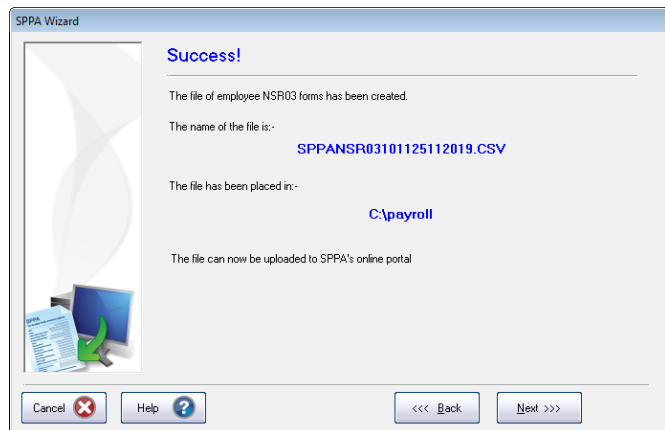 SPPA Wizard
Success!
The file of employee NSR03 forms has been created.
The name of the file is:-
SPPANSR03101125112019.CSV
The file has been placed in:-
C:\payroll
The file can now be uploaded to SPPA's online portal
SPPA
Cancel
Help
<<< Back
Next >>>